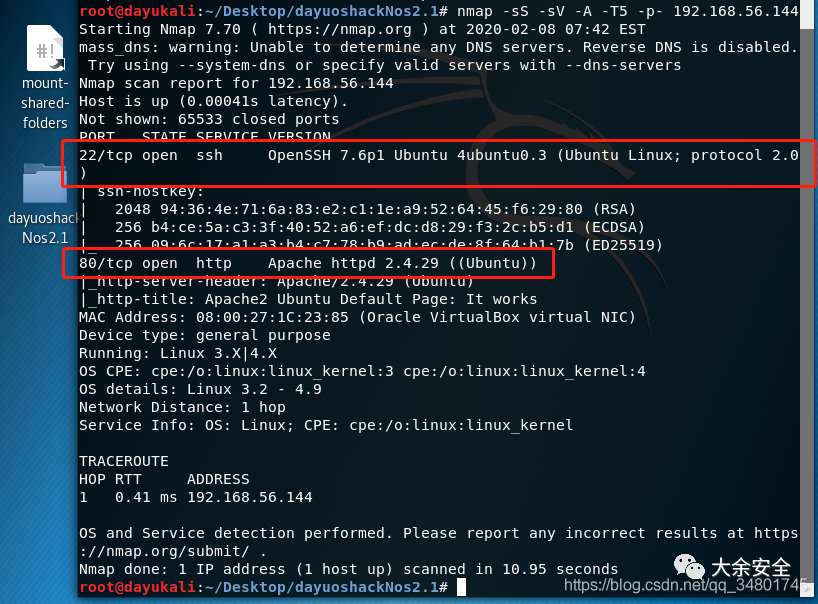 root@dayukali:~/Desktop/dayuoshackNos2.1# nmap -sS -sV -A -T5 -p- 192.168.56.144
Starting Nmap 7.70 ( https://nmap.org ) at 2020-02-08 07:42 EST
mass_dns: warning: Unable to determine any DNS servers. Reverse DNS is disabled.
 Try using --system-dns or specify valid servers with --dns-servers
Nmap scan report for 192.168.56.144
Host is up (0.00041s latency).
Not shown: 65533 closed ports
PORT   STATE SERVICE VERSION
22/tcp open  ssh     OpenSSH 7.6p1 Ubuntu 4ubuntu0.3 (Ubuntu Linux; protocol 2.0
)
| ssh-hostkey:
|   2048 94:36:4e:71:6a:83:e2:c1:1e:a9:52:64:45:f6:29:80 (RSA)
|   256 b4:ce:5a:c3:3f:40:52:a6:ef:dc:d8:29:f3:2c:b5:d1 (ECDSA)
|_  256 09:6c:17:a1:a3:b4:c7:78:b9:ad:ec:de:8f:64:b1:7b (ED25519)
80/tcp open  http    Apache httpd 2.4.29 ((Ubuntu))
|_http-server-header: Apache/2.4.29 (Ubuntu)
|_http-title: Apache2 Ubuntu Default Page: It works
MAC Address: 08:00:27:1C:23:85 (Oracle VirtualBox virtual NIC)
Device type: general purpose
Running: Linux 3.X|4.X
OS CPE: cpe:/o:linux:linux_kernel:3 cpe:/o:linux:linux_kernel:4
OS details: Linux 3.2 - 4.9
Network Distance: 1 hop
Service Info: OS: Linux; CPE: cpe:/o:linux:linux_kernel
TRACEROUTE
HOP RTT     ADDRESS
1   0.41 ms 192.168.56.144
OS and Service detection performed. Please report any incorrect results at https
://nmap.org/submit/ .
Nmap done: 1 IP address (1 host up) scanned in 10.95 seconds
root@dayukali:~/Desktop/dayuoshackNos2.1#
#!
mount-
shared-
folders
dayuoshack
Nos2.1
大余安全
https://blog.csdn.net/qq_34801745